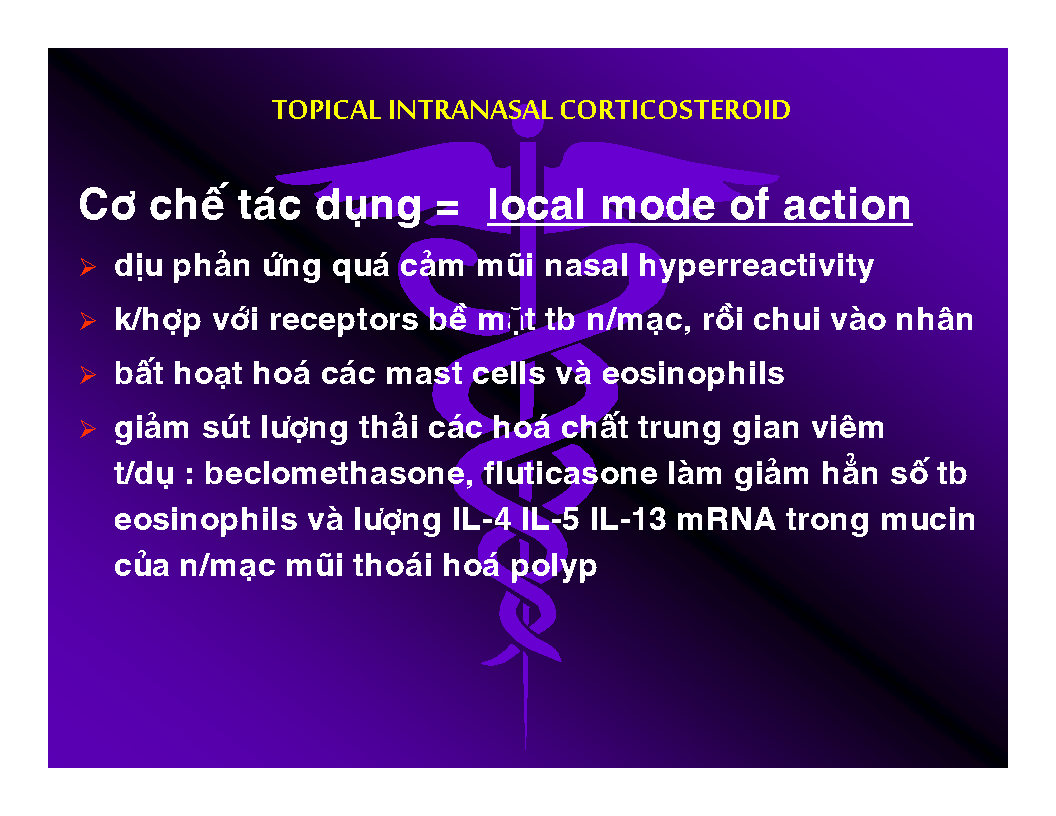 TOPICAL INTRANASAL CORTICOSTEROID
Cơ chế tác dụng = local mode of action
dịu phản ứng quá cảm mũi nasal hyperreactivity
k/hợp với receptors bề mặt tb n/mạc, rồi chui vào nhân
bất hoạt hoá các mast cells và eosinophils
giảm sút lượng thải các hoá chất trung gian viêm
t/dụ : beclomethasone, fluticasone làm giảm hẳn số tb
eosinophils và lượng IL-4 IL-5 IL-13 mRNA trong mucin
của n/mạc mũi thoái hoá polyp